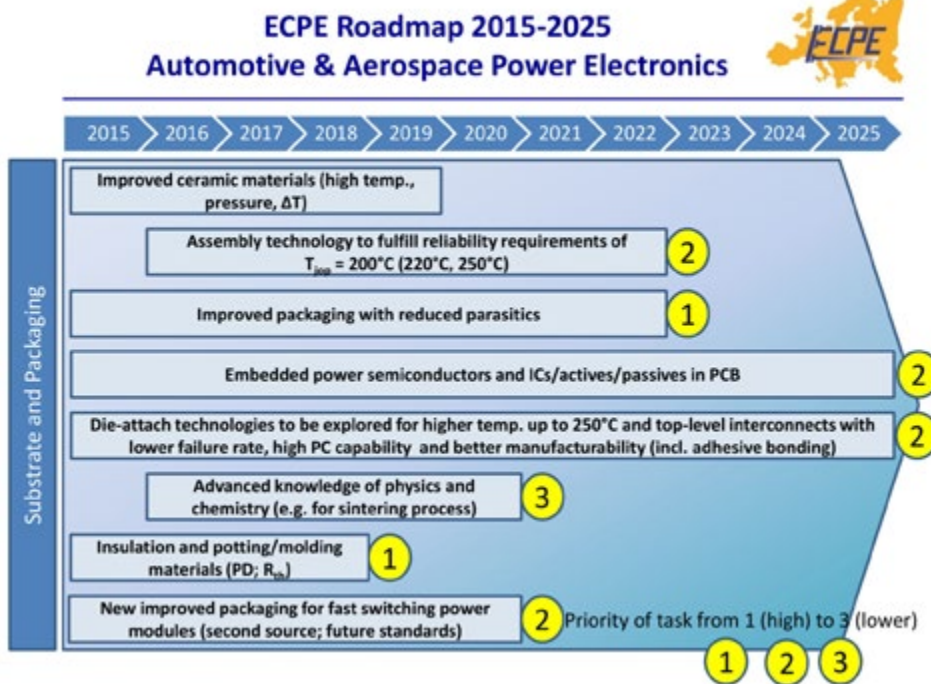 ECPE Roadmap 2015-2025
Automotive & Aerospace Power Electronics
ECPE
2015 2016 2017 2018 2019 2020 2021 2022 2023 2024 2025
Substrate and Packaging
Improved ceramic materials (high temp.,
pressure, ΔT)
Assembly technology to fulfill reliability requirements of
Tjop = 200°C (220°C, 250°C)
2
Improved packaging with reduced parasitics
1
Embedded power semiconductors and ICs/actives/passives in PCB
2
Die-attach technologies to be explored for higher temp. up to 250°C and top-level interconnects with
lower failure rate, high PC capability and better manufacturability (incl. adhesive bonding)
2
Advanced knowledge of physics and
chemistry (e.g. for sintering process)
3
Insulation and potting/molding
materials (PD; Rth)
1
New improved packaging for fast switching power
modules (second source; future standards)
2
Priority of task from 1 (high) to 3 (lower)
1 2 3